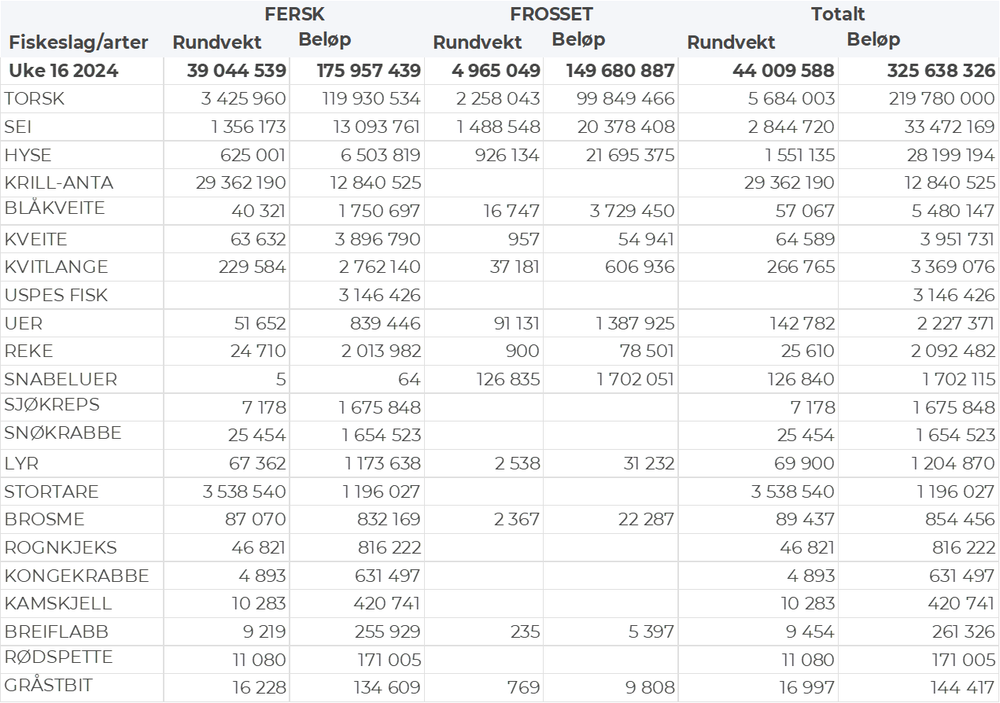 FERSK FROSSET Totalt
Fiskeslag/arter Rundvekt Beløp Rundvekt Beløp Rundvekt Beløp
Uke 16 2024 39 044 539 175 957 439 4 965 049 149 680 887 44 009 588 325 638 326
TORSK 3 425 960 119 930 534 2 258 043 99 849 466 5 684 003 219 780 000
SEI 1 356 173 13 093 761 1 488 548 20 378 408 2 844 720 33 472 169
HYSE 625 001 6 503 819 926 134 21 695 375 1 551 135 28 199 194
KRILL-ANTA 29 362 190 12 840 525 29 362 190 12 840 525
BLÅKVEITE 40 321 1 750 697 16 747 3 729 450 57 067 5 480 147
KVEITE 63 632 3 896 790 957 54 941 64 589 3 951 731
KVITLANGE 229 584 2 762 140 37 181 606 936 266 765 3 369 076
USPES FISK 3 146 426 3 146 426
UER 51 652 839 446 91 131 1 387 925 142 782 2 227 371
REKE 24 710 2 013 982 900 78 501 25 610 2 092 482
SNABELUER 5 64 126 835 1 702 051 126 840 1 702 115
SJØKREPS 7 178 1 675 848 7 178 1 675 848
SNØKRABBE 25 454 1 654 523 25 454 1 654 523
LYR 67 362 1 173 638 2 538 31 232 69 900 1 204 870
STORTARE 3 538 540 1 196 027 3 538 540 1 196 027
BROSME 87 070 832 169 2 367 22 287 89 437 854 456
ROGNKJEKS 46 821 816 222 46 821 816 222
KONGEKRABBE 4 893 631 497 4 893 631 497
KAMSKJELL 10 283 420 741 10 283 420 741
BREIFLABB 9 219 255 929 235 5 397 9 454 261 326
RØDSPETTE 11 080 171 005 11 080 171 005
GRÅSTBIT 16 228 134 609 769 9 808 16 997 144 417